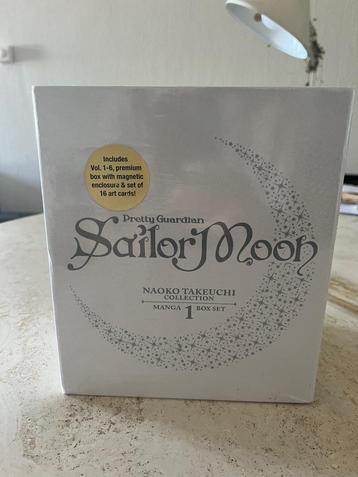 Includes
Vol. 1-6, premium
box with magnetic
enclosure & set of
16 art cards!
Pretty Guardian
Sailor Moon
NAOKO TAKEUCHI
COLLECTION
MANGA 1 BOX SET